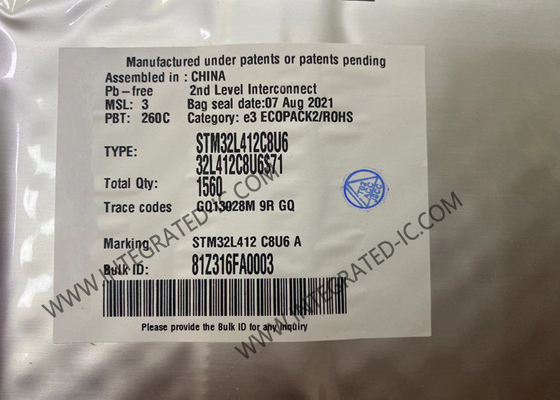 Manufactured under patents or patents pending
Assembled in : CHINA
Pb-free 2nd Level Interconnect
MSL: 3 Bag seal date:07 Aug 2021
PBT: 260C Category: e3 ECOPACK2/ROHS
TYPE: STM32L412C8U6
32L412C8U6$71
Total Qty: 1560
Trace codes GQ13028M 9R GQ
Marking STM32L412 C8U6 A
Bulk ID: 81Z316FA0003
Please provide the Bulk ID for any inquiry
WWW.INTEGRATED-IC.COM
WWW.INTEGRATED-IC.COM